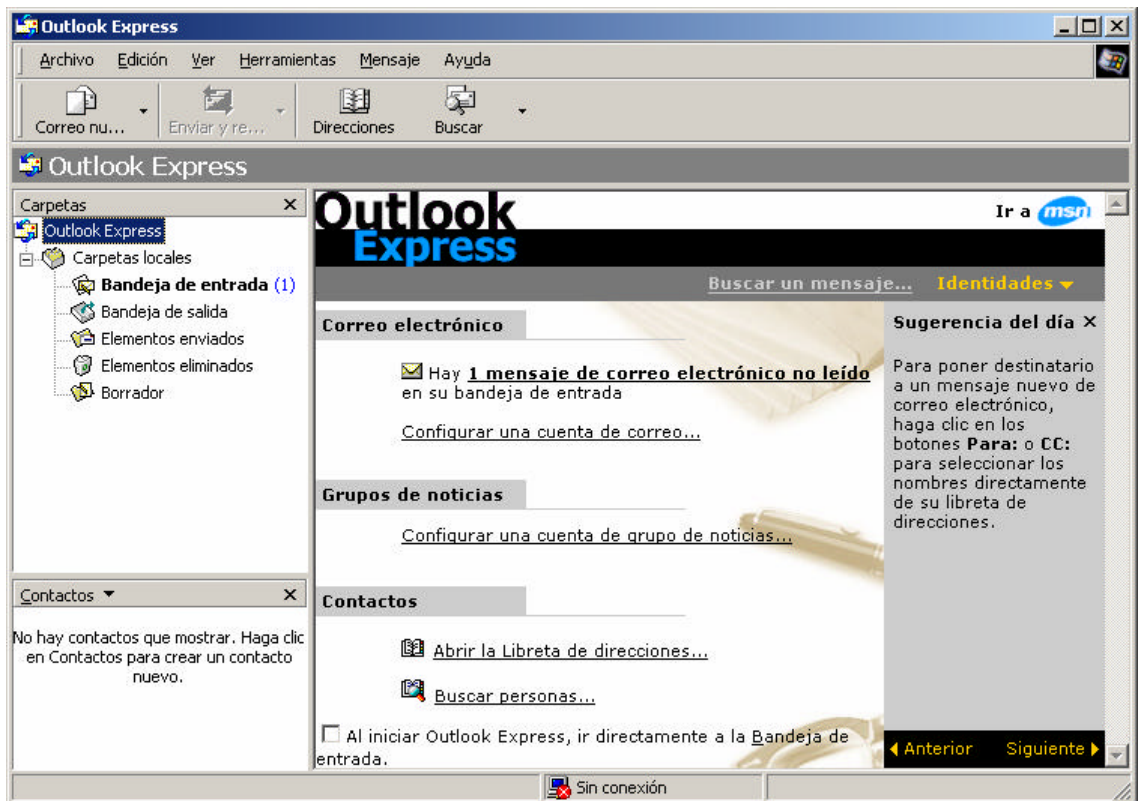 Outlook Express
Archivo Edición Ver Herramientas Mensaje Ayuda
Correo nu... Enviar y re... Direcciones Buscar
Outlook Express
Carpetas
Outlook Express
Carpetas locales
Bandeja de entrada (1)
Bandeja de salida
Elementos enviados
Elementos eliminados
Borrador
Contactos
No hay contactos que mostrar. Haga clic
en Contactos para crear un contacto
nuevo.
Outlook
Express
Ir a msn
Buscar un mensaje... Identidades
Correo electrónico
Hay 1 mensaje de correo electrónico no leído
en su bandeja de entrada
Configurar una cuenta de correo...
Grupos de noticias
Configurar una cuenta de grupo de noticias...
Contactos
Abrir la Libreta de direcciones...
Buscar personas...
Al iniciar Outlook Express, ir directamente a la Bandeja de
entrada.
Sugerencia del día
Para poner destinatario
a un mensaje nuevo de
correo electrónico,
haga clic en los
botones Para: o CC:
para seleccionar los
nombres directamente
de su libreta de
direcciones.
Anterior Siguiente
Sin conexión